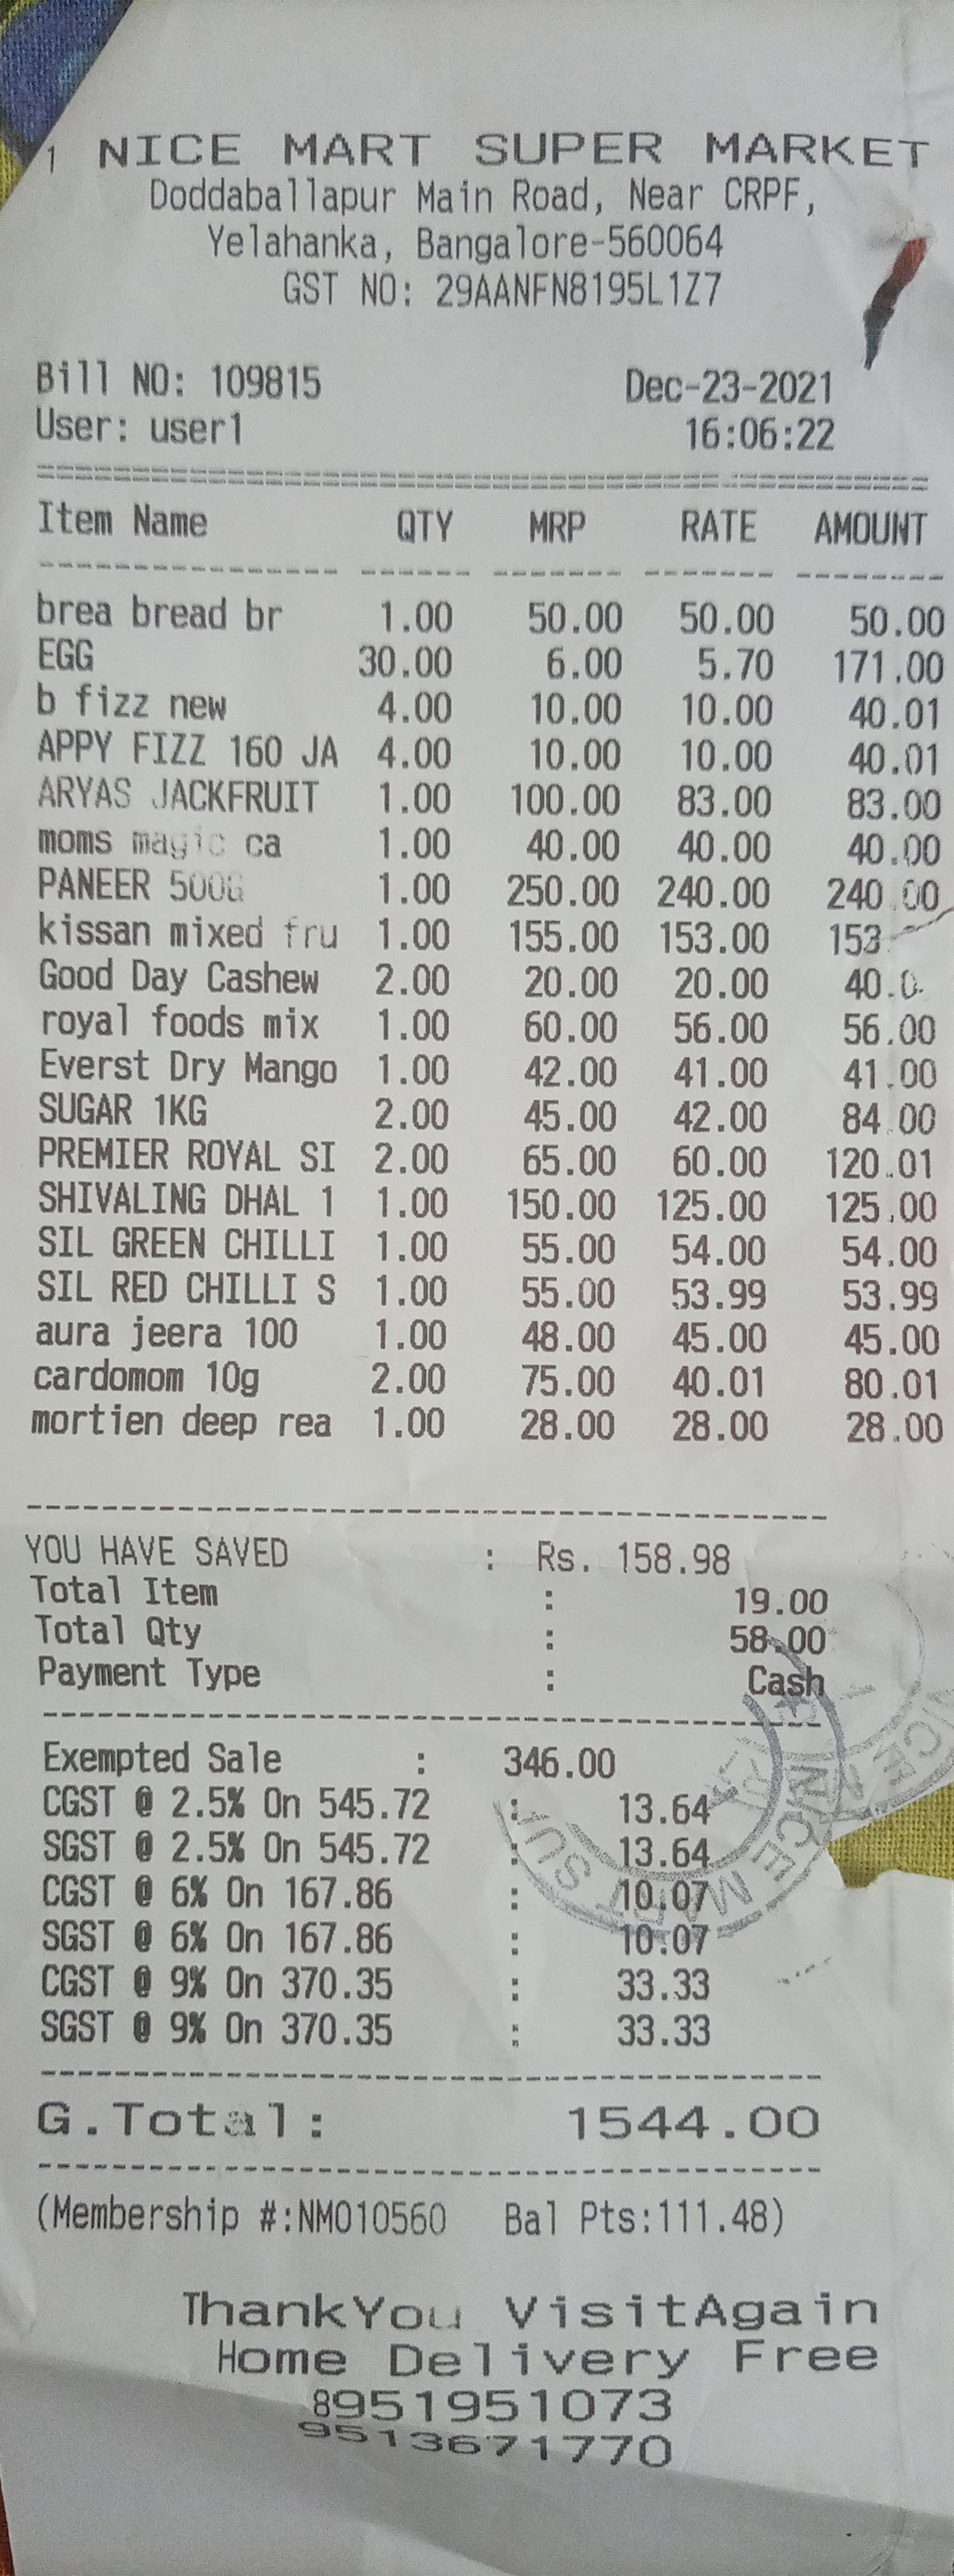 1 NICE MART SUPER MARKET
Doddaballapur Main Road, Near CRPF,
Yelahanka, Bangalore-560064
GST NO: 29AANFN8195L1Z7
Bill NO: 109815 Dec-23-2021
User: user1 16:06:22
Item Name QTY MRP RATE AMOUNT
brea bread br 1.00 50.00 50.00 50.00
EGG 30.00 6.00 5.70 171.00
b fizz new 4.00 10.00 10.00 40.01
APPY FIZZ 160 JA 4.00 10.00 10.00 40.01
ARYAS JACKFRUIT 1.00 100.00 83.00 83.00
moms magic ca 1.00 40.00 40.00 40.00
PANEER 500G 1.00 250.00 240.00 240.00
kissan mixed fru 1.00 155.00 153.00 153
Good Day Cashew 2.00 20.00 20.00 40.0
royal foods mix 1.00 60.00 56.00 56.00
Everst Dry Mango 1.00 42.00 41.00 41.00
SUGAR 1KG 2.00 45.00 42.00 84.00
PREMIER ROYAL SI 2.00 65.00 60.00 120.01
SHIVALING DHAL 1 1.00 150.00 125.00 125.00
SIL GREEN CHILLI 1.00 55.00 54.00 54.00
SIL RED CHILLI S 1.00 55.00 53.99 53.99
aura jeera 100 1.00 48.00 45.00 45.00
cardomom 10g 2.00 75.00 40.01 80.01
mortien deep rea 1.00 28.00 28.00 28.00
YOU HAVE SAVED : Rs. 158.98
Total Item : 19.00
Total Qty : 58.00
Payment Type : Cash
Exempted Sale : 346.00
CGST @ 2.5% On 545.72 : 13.64
SGST @ 2.5% On 545.72 : 13.64
CGST @ 6% On 167.86 : 10.07
SGST @ 6% On 167.86 : 10.07
CGST @ 9% On 370.35 : 33.33
SGST @ 9% On 370.35 : 33.33
G.Total: 1544.00
(Membership #:NM010560 Bal Pts:111.48)
ThankYou VisitAgain
Home Delivery Free
8951951073
9513671770